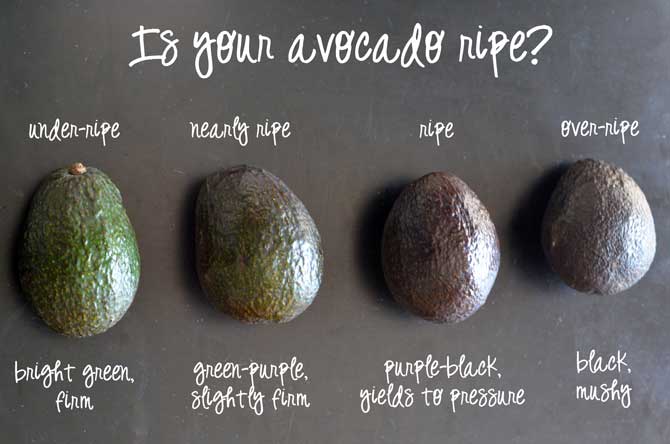 Is your avocado ripe?
under-ripe
nearly ripe
ripe
over-ripe
bright green,
firm
green-purple,
slightly firm
purple-black,
yields to pressure
black,
mushy